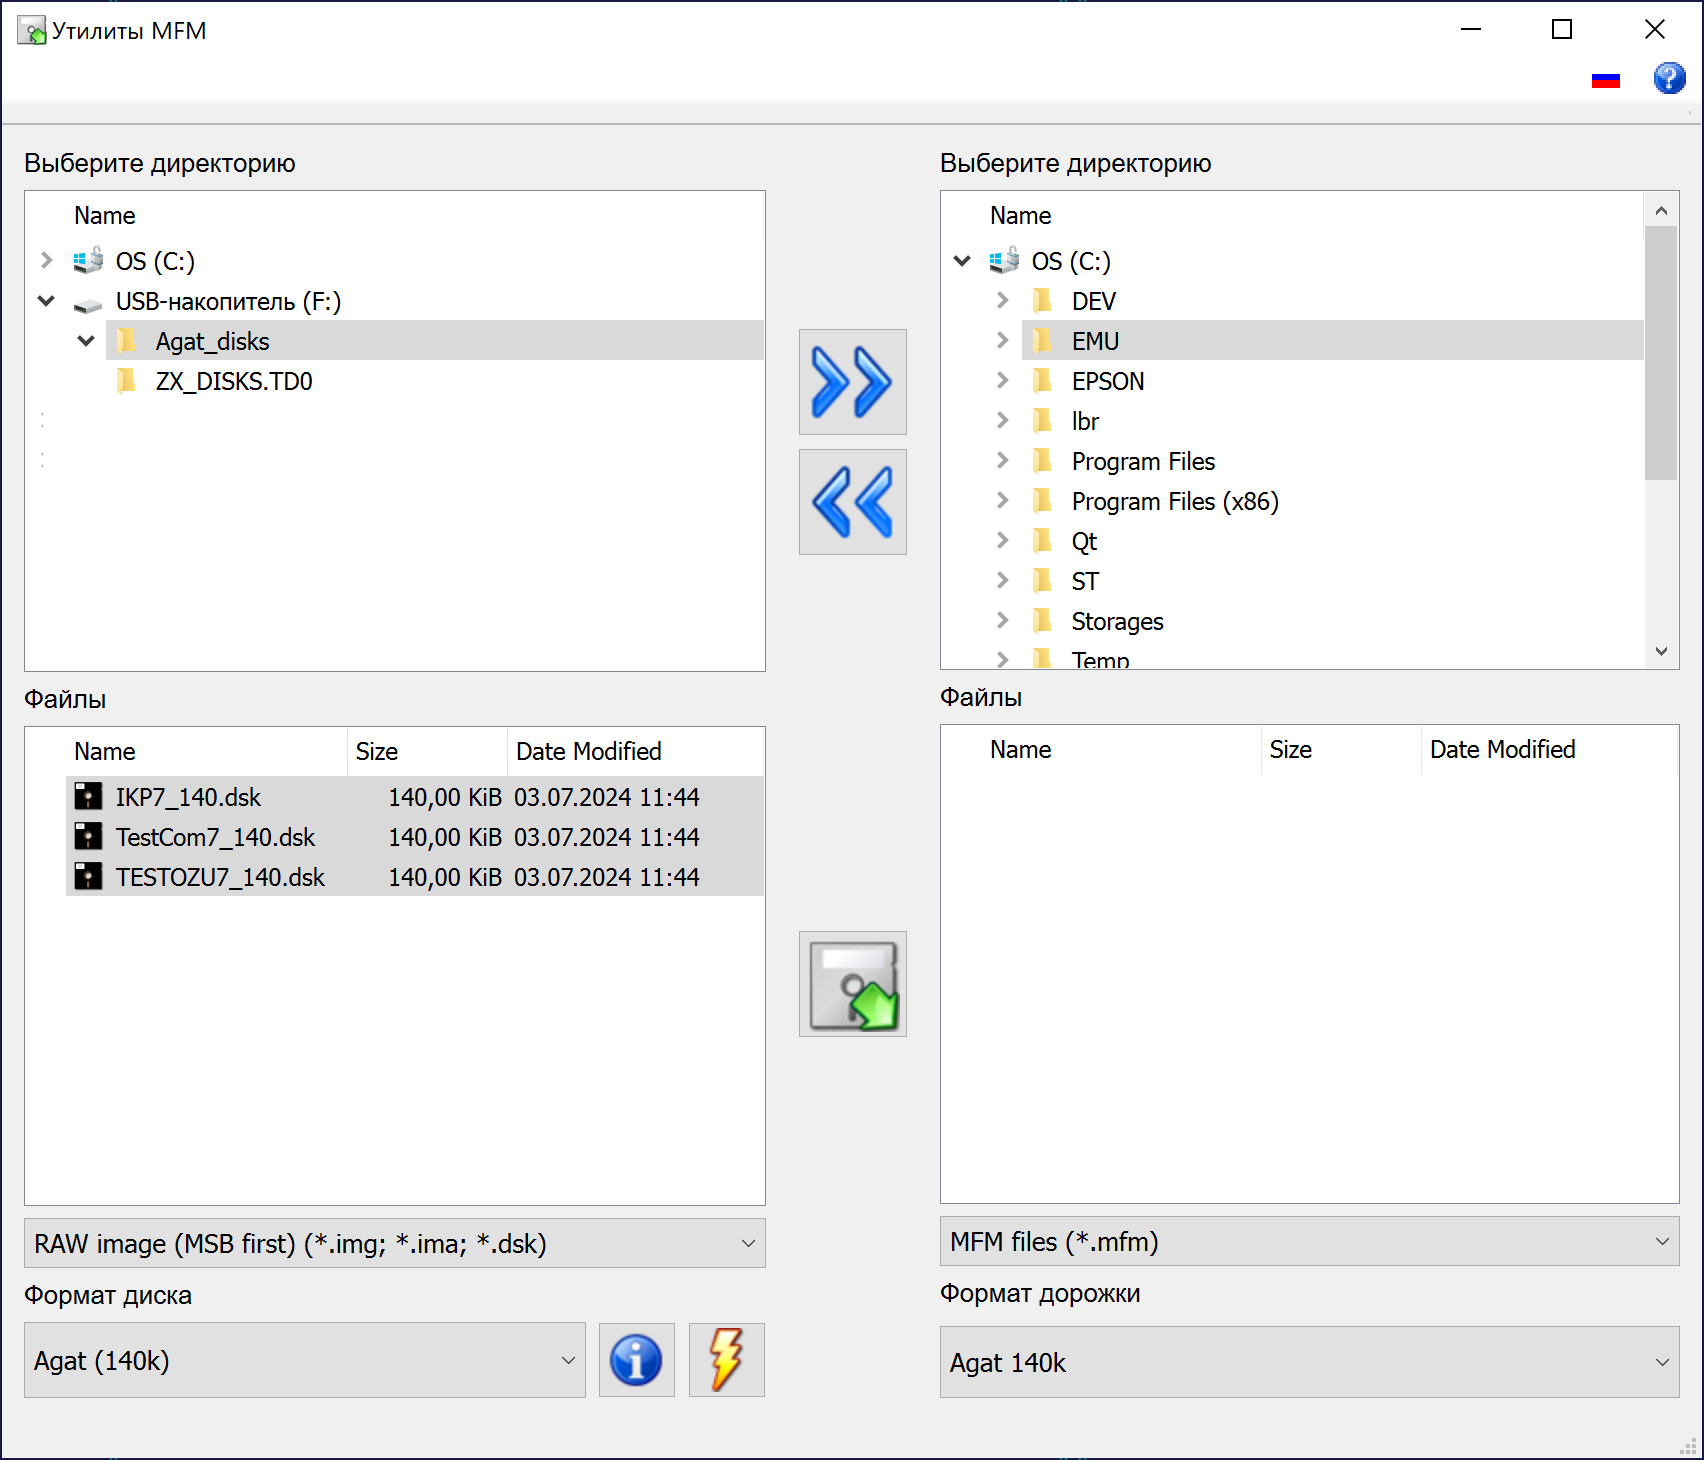 Утилиты MFM
Выберите директорию
Name
OS (C:)
USB-накопитель (F:)
Agat_disks
ZX_DISKS.TD0
Файлы
Name Size Date Modified
IKP7_140.dsk 140,00 KiB 03.07.2024 11:44
TestCom7_140.dsk 140,00 KiB 03.07.2024 11:44
TESTOZU7_140.dsk 140,00 KiB 03.07.2024 11:44
RAW image (MSB first) (*.img; *.ima; *.dsk)
Формат диска
Agat (140k)
Выберите директорию
Name
OS (C:)
DEV
EMU
EPSON
lbr
Program Files
Program Files (x86)
Qt
ST
Storages
Temp
Файлы
Name Size Date Modified
MFM files (*.mfm)
Формат дорожки
Agat 140k